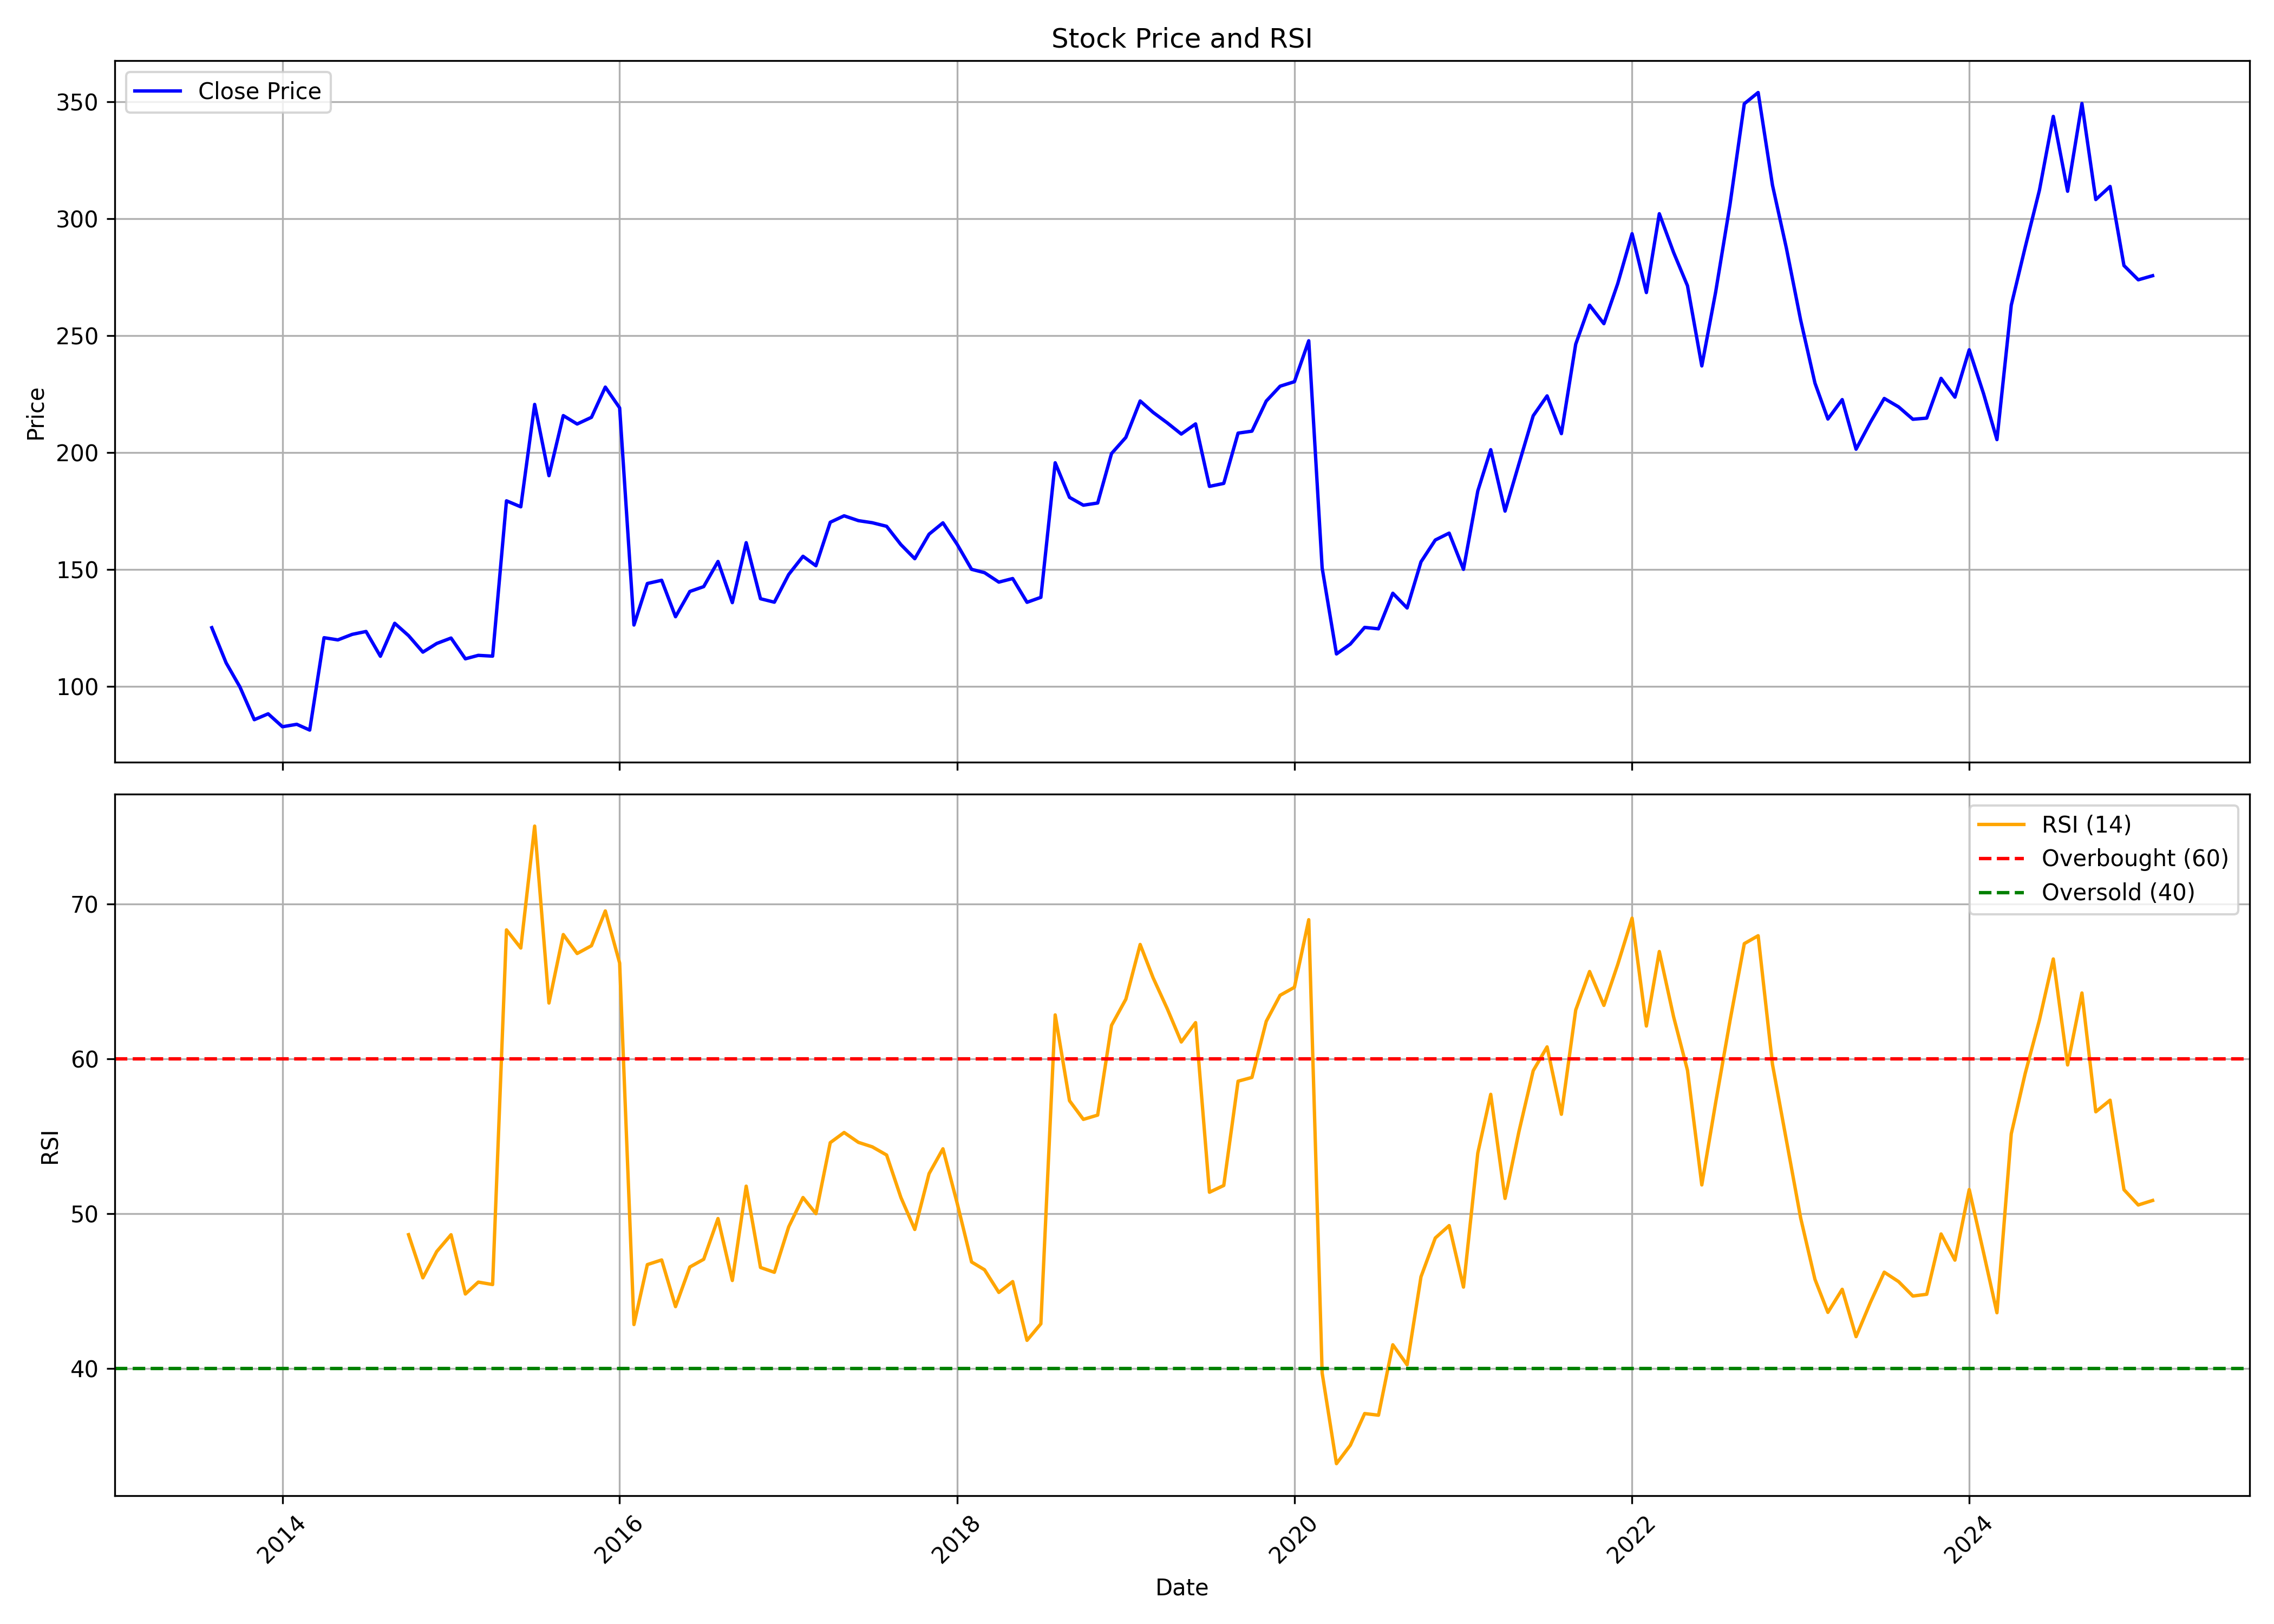 Stock Price and RSI
Close Price
350
300
250
200
150
100
Price
RSI (14)
Overbought (60)
Oversold (40)
70
60
50
40
RSI
2014
2016
2018
2020
2022
2024
Date